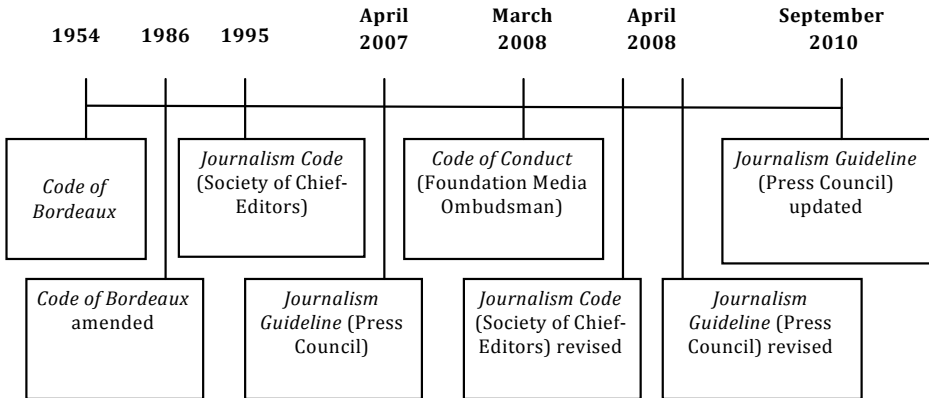 1954
1986
1995
April
2007
March
2008
April
2008
September
2010
Code of
Bordeaux
Journalism Code
(Society of Chief-
Editors)
Code of Conduct
(Foundation Media
Ombudsman)
Journalism Guideline
(Press Council)
updated
Code of Bordeaux
amended
Journalism
Guideline (Press
Council)
Journalism Code
(Society of Chief-
Editors) revised
Journalism
Guideline (Press
Council) revised